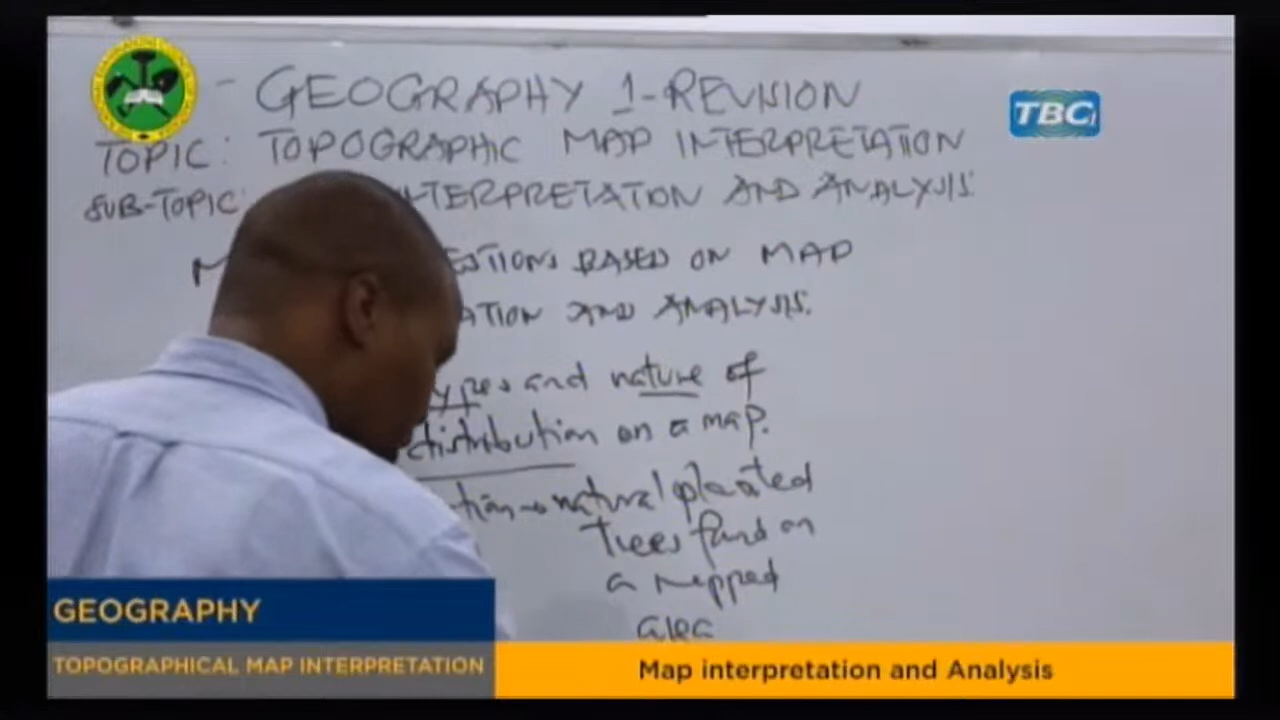 - GEOGRAPHY 1-REVISION
TBC1
TOPIC: TOPOGRAPHIC MAP INTERPRETATION
SUB-TOPIC: INTERPRETATION AND ANALYSIS
BASED ON MAP
AND ANALYSIS.
and nature of
distribution on a map.
natural planted
Trees found on
a mapped
area
GEOGRAPHY
TOPOGRAPHICAL MAP INTERPRETATION
Map interpretation and Analysis